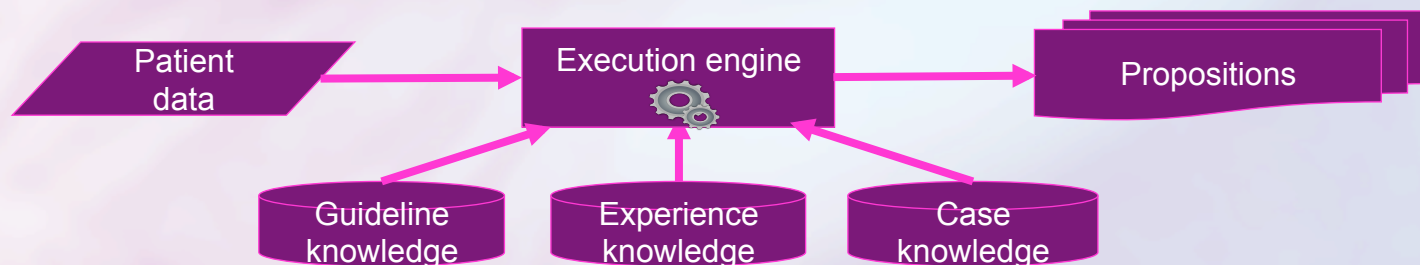 Patient
data
Execution engine
Propositions
Guideline
knowledge
Experience
knowledge
Case
knowledge